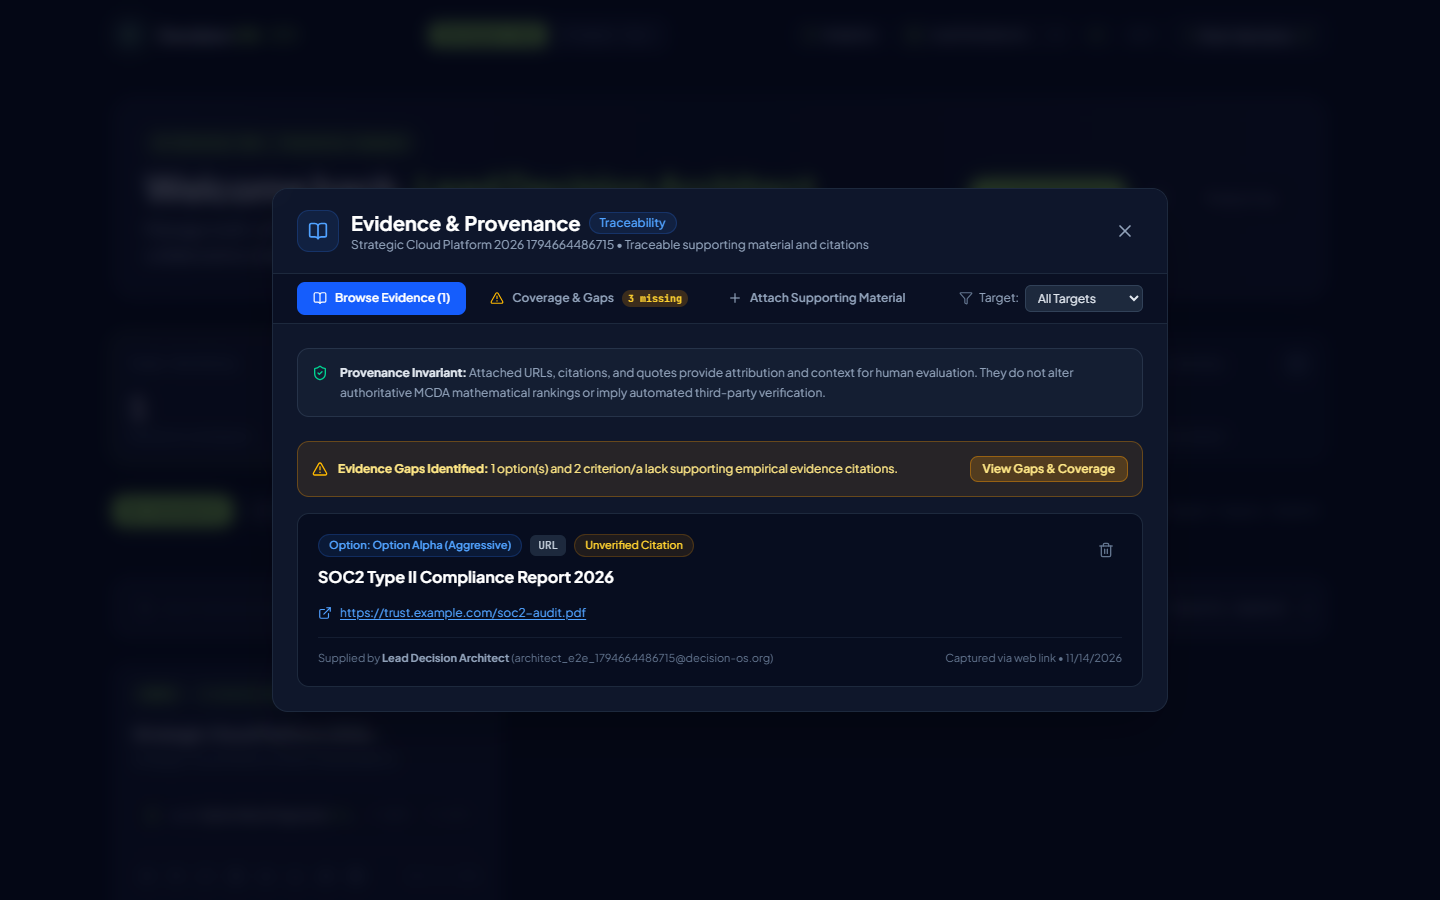 Evidence & Provenance Traceability
Strategic Cloud Platform 2026 1794664486715 • Traceable supporting material and citations
Browse Evidence (1) Coverage & Gaps 3 missing Attach Supporting Material Target: All Targets
Provenance Invariant: Attached URLs, citations, and quotes provide attribution and context for human evaluation. They do not alter
authoritative MCDA mathematical rankings or imply automated third-party verification.
Evidence Gaps Identified: 1 option(s) and 2 criterion/a lack supporting empirical evidence citations. View Gaps & Coverage
Option: Option Alpha (Aggressive) URL Unverified Citation
SOC2 Type II Compliance Report 2026
https://trust.example.com/soc2-audit.pdf
Supplied by Lead Decision Architect (architect_e2e_1794664486715@decision-os.org) Captured via web link • 11/14/2026